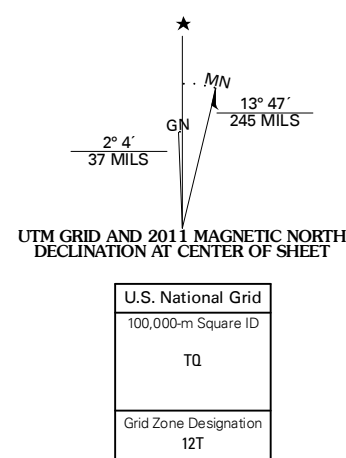 MN
13° 47´
245 MILS
GN
2° 4´
37 MILS
UTM GRID AND 2011 MAGNETIC NORTH
DECLINATION AT CENTER OF SHEET
U.S. National Grid
100,000-m Square ID
TQ
Grid Zone Designation
12T